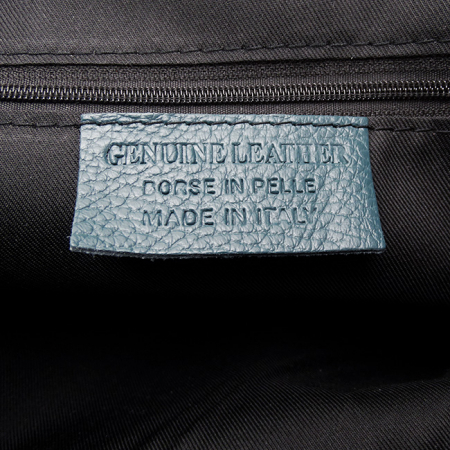 GENUINE LEATHER
BORSE IN PELLE
MADE IN ITALY